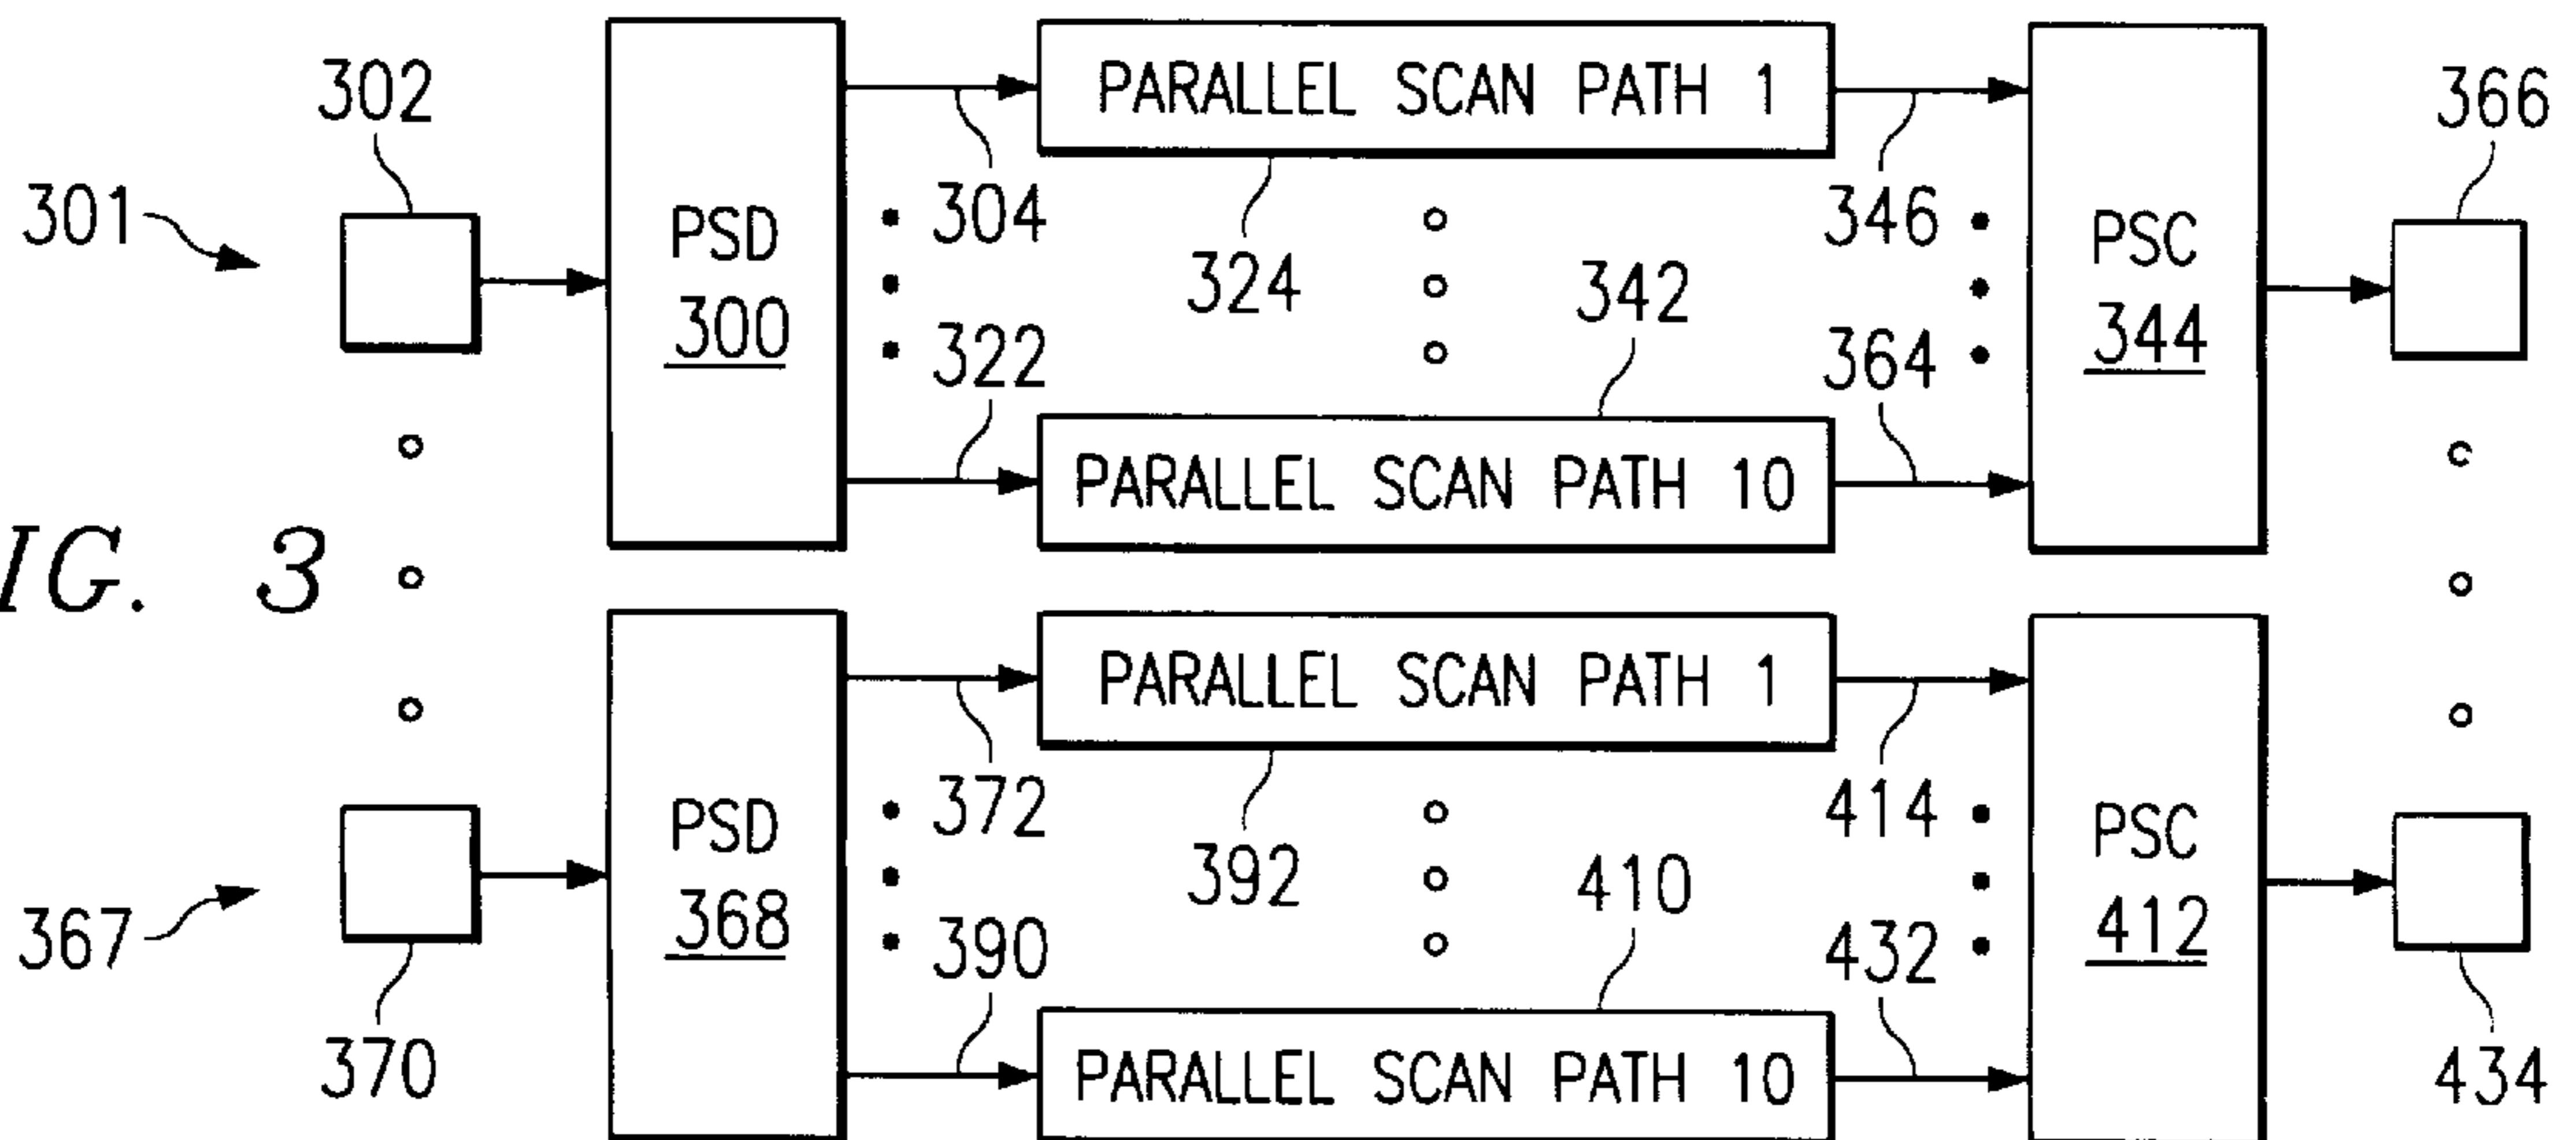 302
PARALLEL SCAN PATH 1
366
301
PSD
300
304
324
346
PSC
344
322
342
364
PARALLEL SCAN PATH 10
IG. 3
PARALLEL SCAN PATH 1
367
370
PSD
368
372
392
414
PSC
412
390
410
432
PARALLEL SCAN PATH 10
434